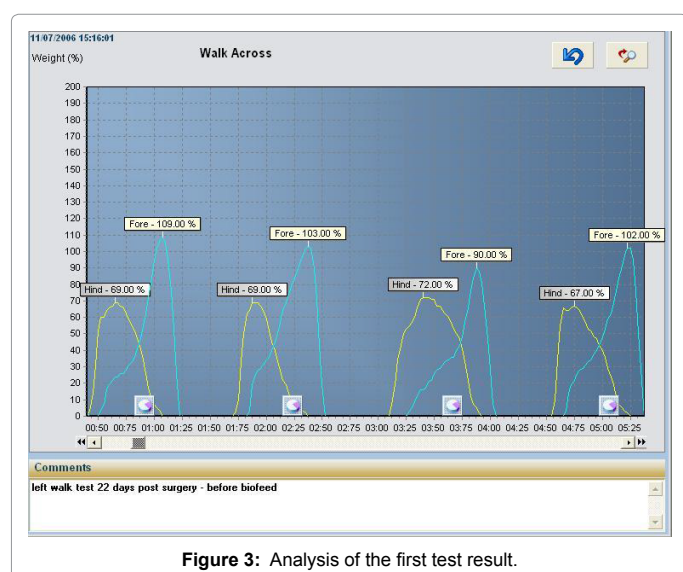 11/07/2006 15:16:01
Weight (%)
Walk Across
200
190
180
170
160
150
140
130
120
110
100
90
80
70
60
50
40
30
20
10
0
Fore - 109.00 %
Fore - 103.00 %
Fore - 102.00 %
Fore - 90.00 %
Hind - 69.00 %
Hind - 69.00 %
Hind - 72.00 %
Hind - 67.00 %
00:50 00:75 01:00 01:25 01:50 01:75 02:00 02:25 02:50 02:75 03:00 03:25 03:50 03:75 04:00 04:25 04:50 04:75 05:00 05:25
Comments
left walk test 22 days post surgery - before biofeed
Figure 3: Analysis of the first test result.